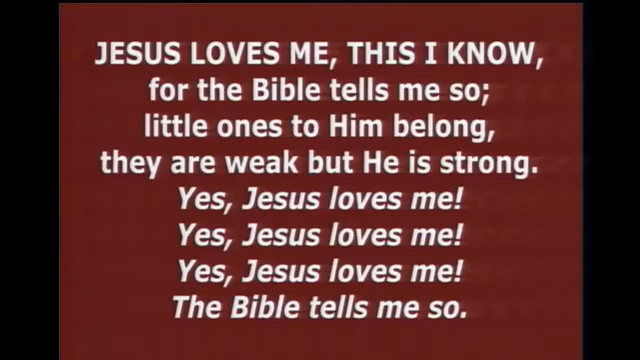 JESUS LOVES ME, THIS I KNOW,
for the Bible tells me so;
little ones to Him belong,
they are weak but He is strong.
Yes, Jesus loves me!
Yes, Jesus loves me!
Yes, Jesus loves me!
The Bible tells me so.